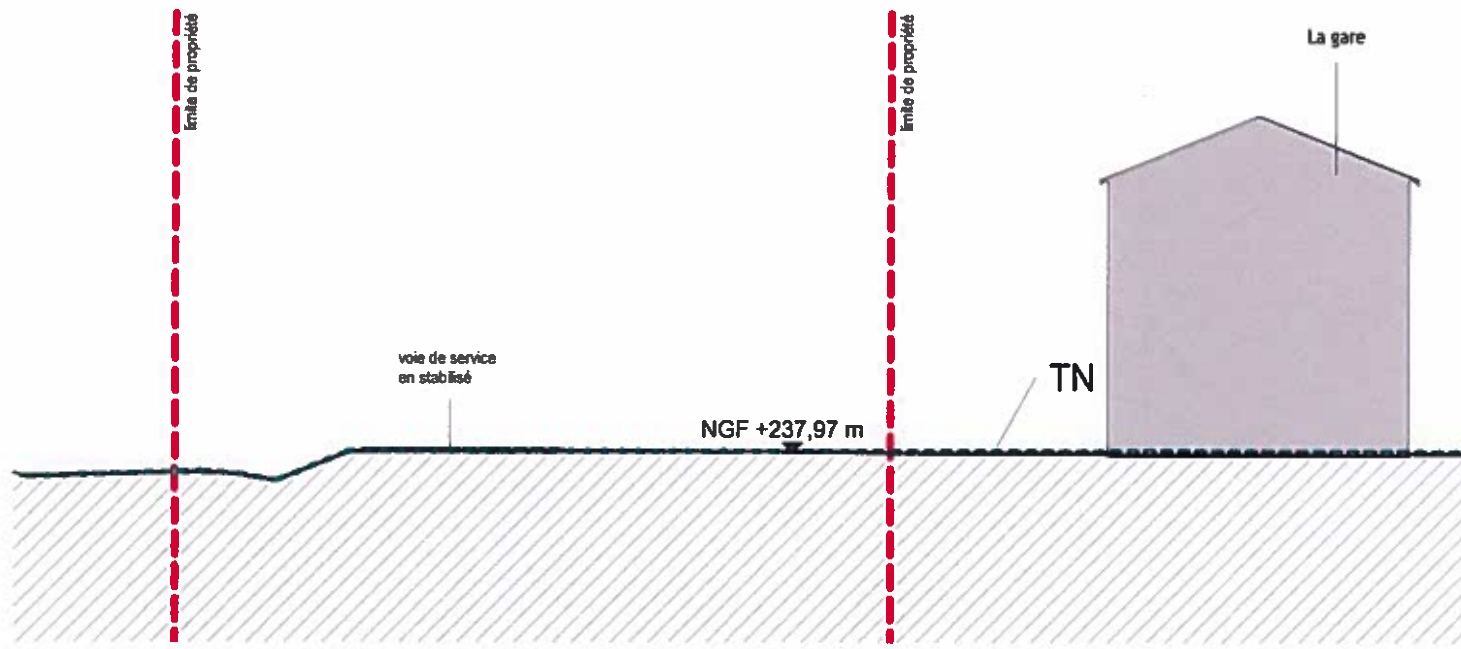 limite de propriété
limite de propriété
La gare
voie de service
en stabilisé
TN
NGF +237,97 m